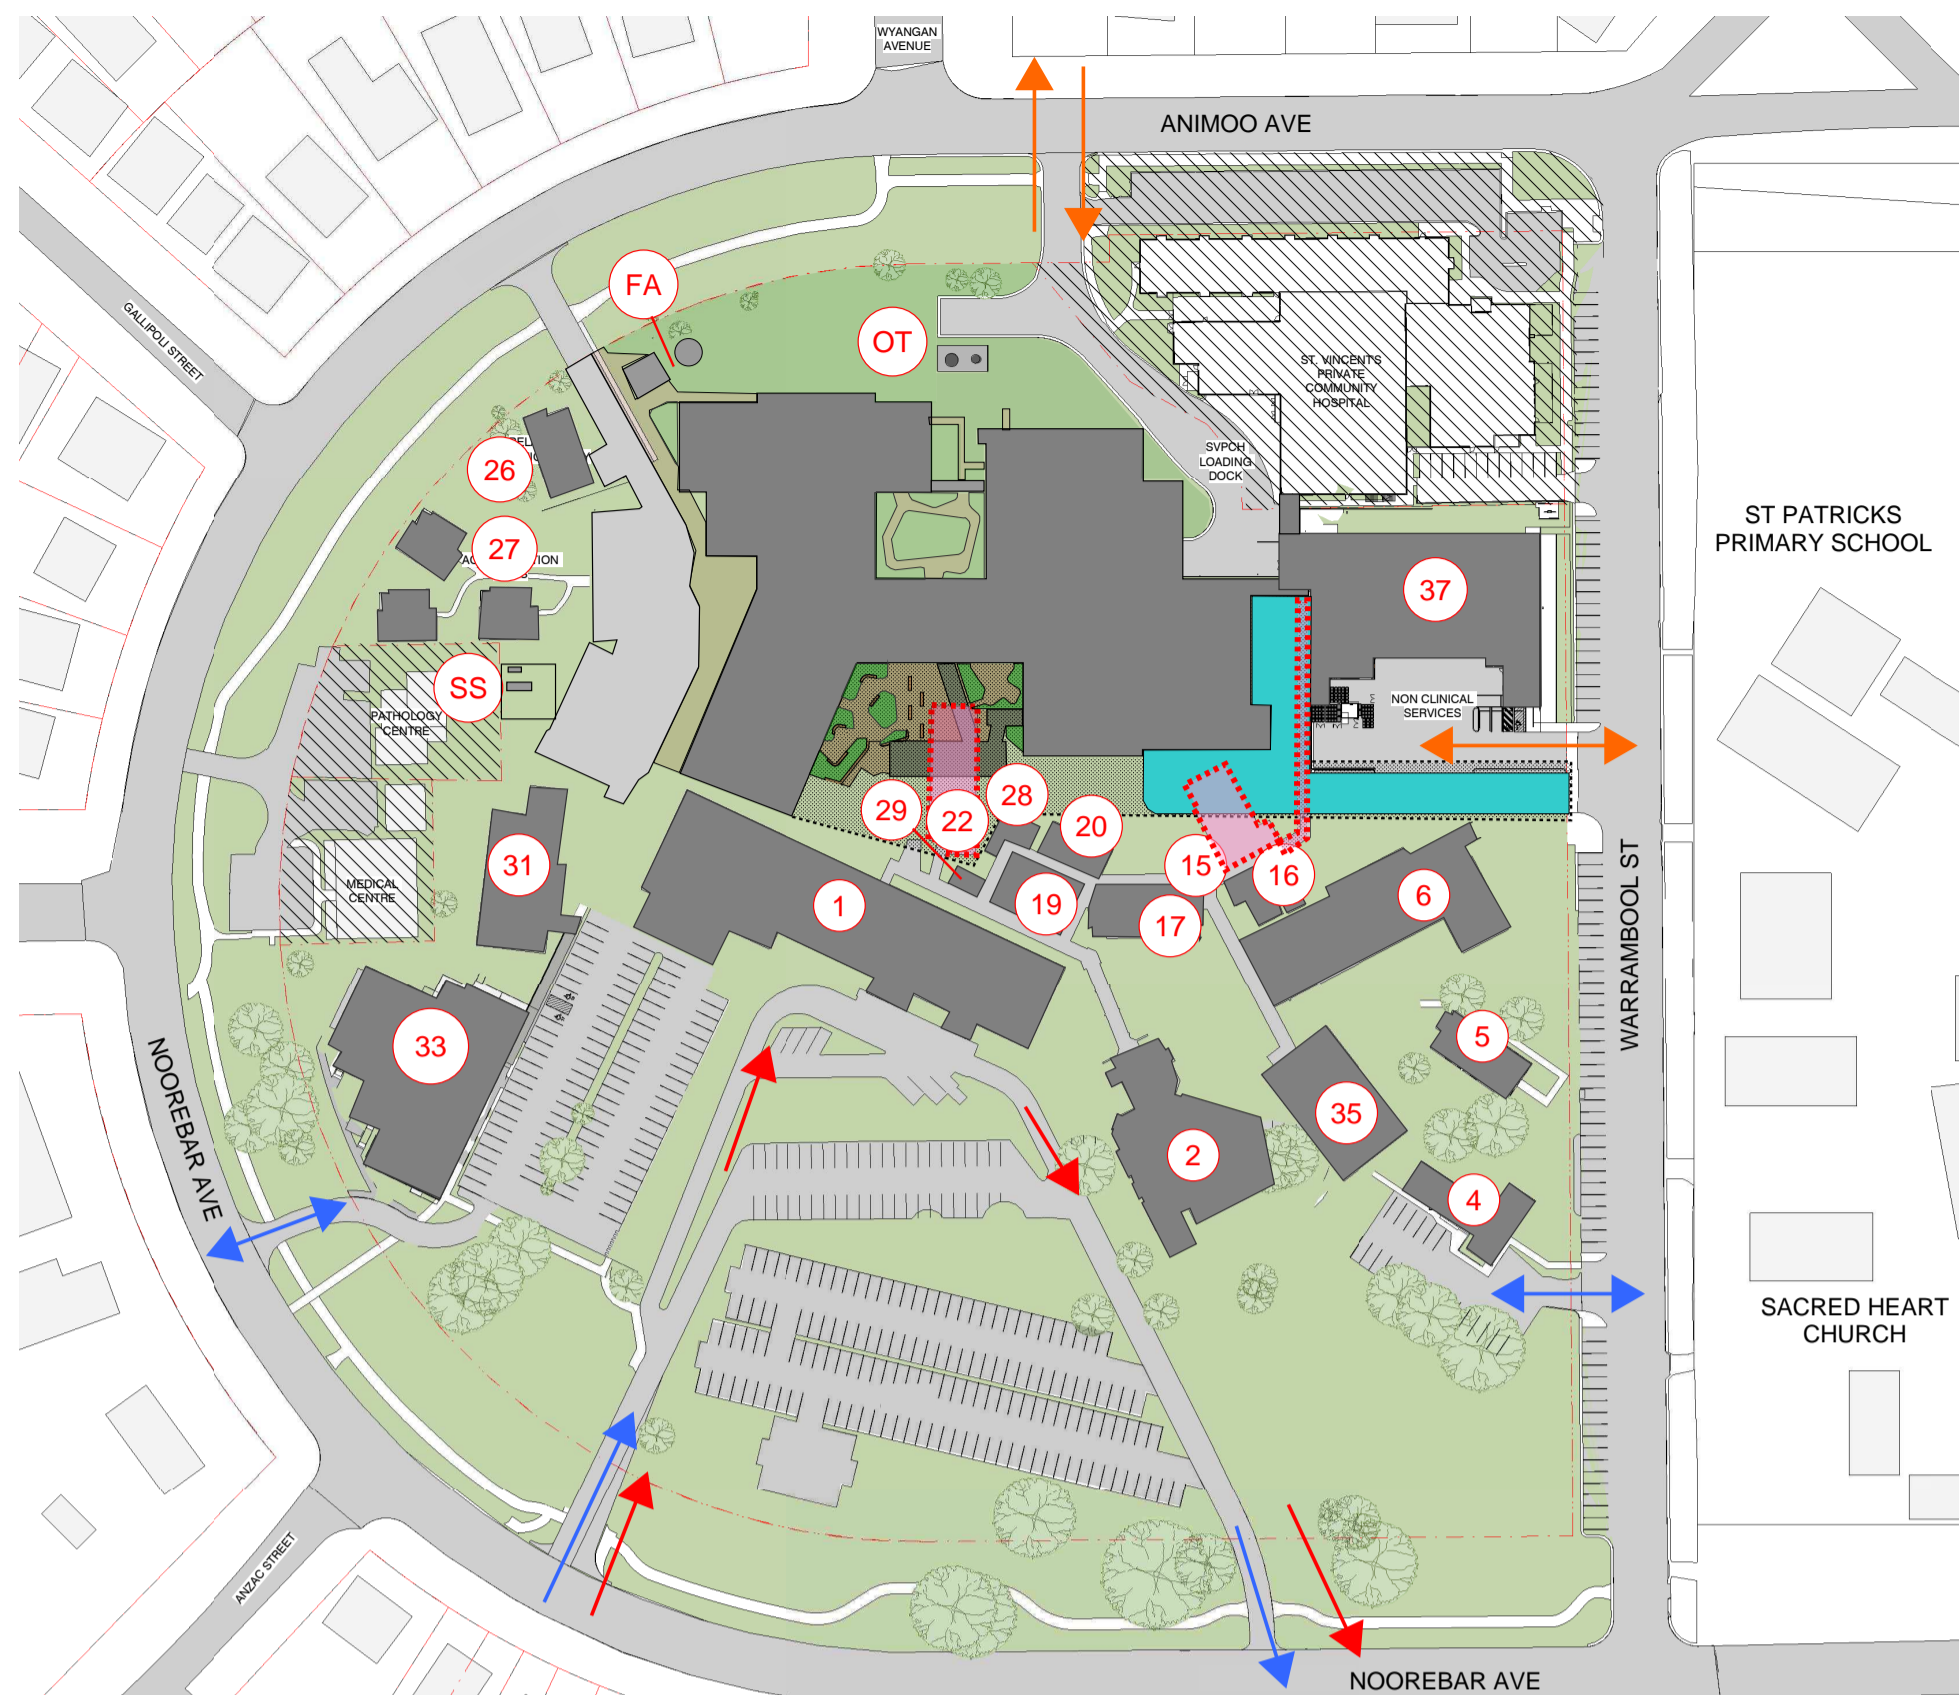 WYANGAN
AVENUE
ANIMOO AVE
FA
OT
GALLIPOLI STREET
ST. VINCENT'S
PRIVATE
COMMUNITY
HOSPITAL
26
SVPCH
LOADING
DOCK
ST PATRICKS
PRIMARY SCHOOL
27
37
SS
PATHOLOGY
CENTRE
NON CLINICAL
SERVICES
29
22
28
20
31
15
16
MEDICAL
CENTRE
1
19
17
6
WARRAMBOOL ST
33
5
NOOREBAR AVE
35
2
4
SACRED HEART
CHURCH
ANZAC STREET
NOOREBAR AVE